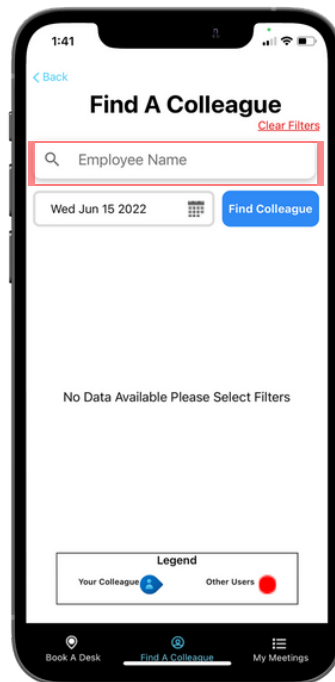 1:41
Back
Find A Colleague
Clear Filters
Employee Name
Wed Jun 15 2022
Find Colleague
No Data Available Please Select Filters
Legend
Your Colleague
Other Users
Book A Desk
Find A Colleague
My Meetings